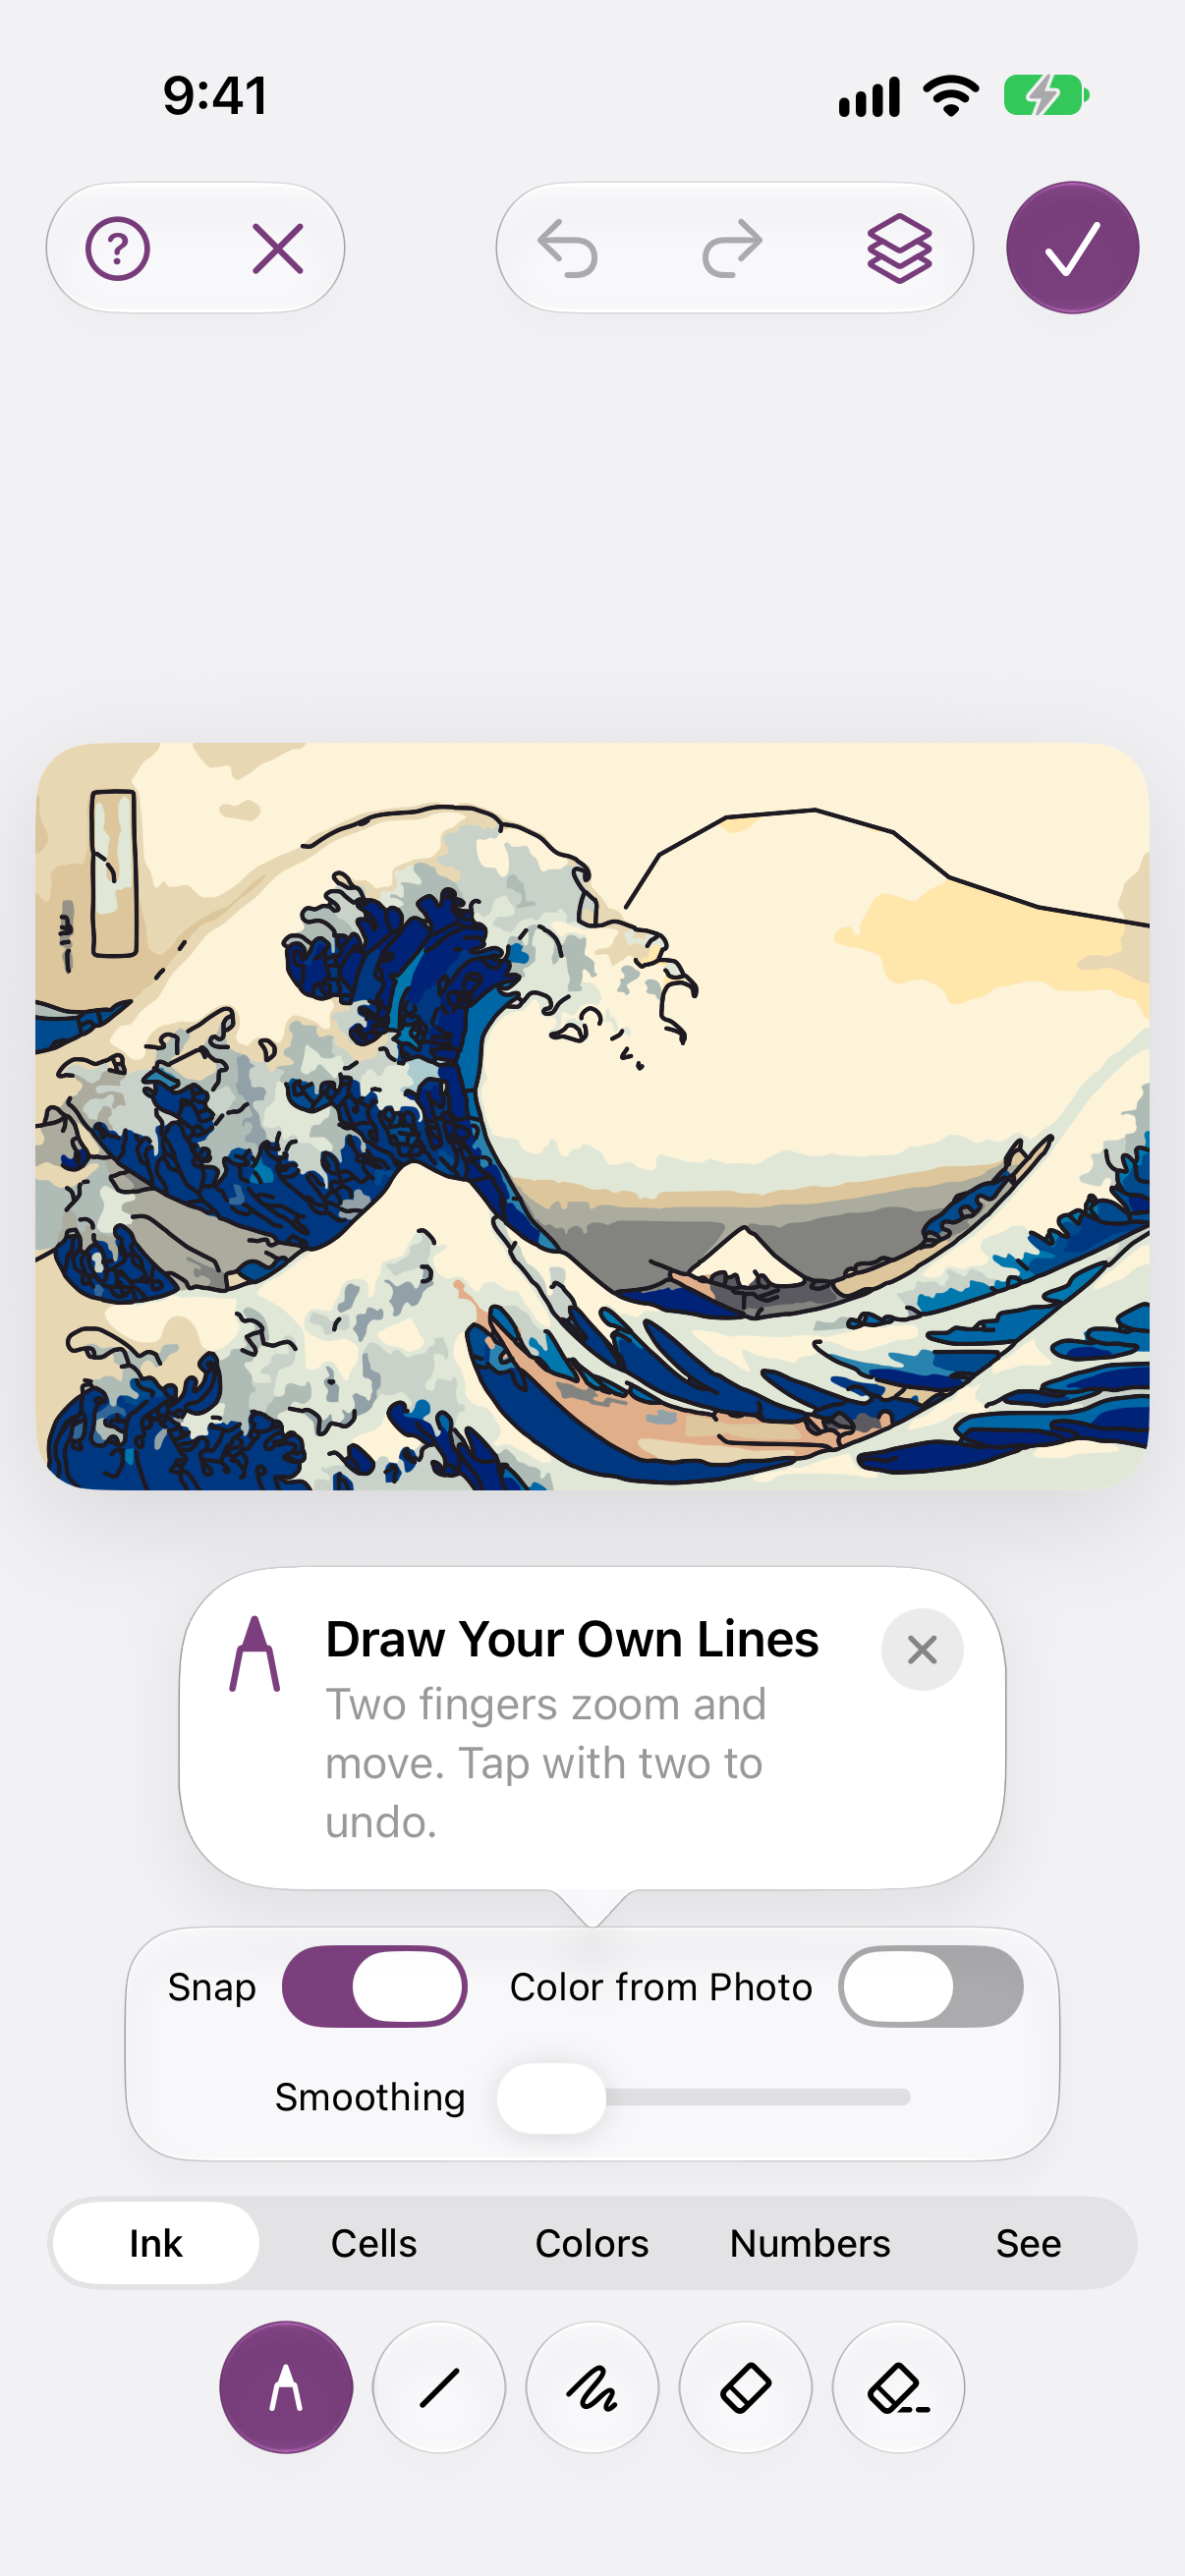 9:41
Draw Your Own Lines
Two fingers zoom and
move. Tap with two to
undo.
Snap
Color from Photo
Smoothing
Ink
Cells
Colors
Numbers
See